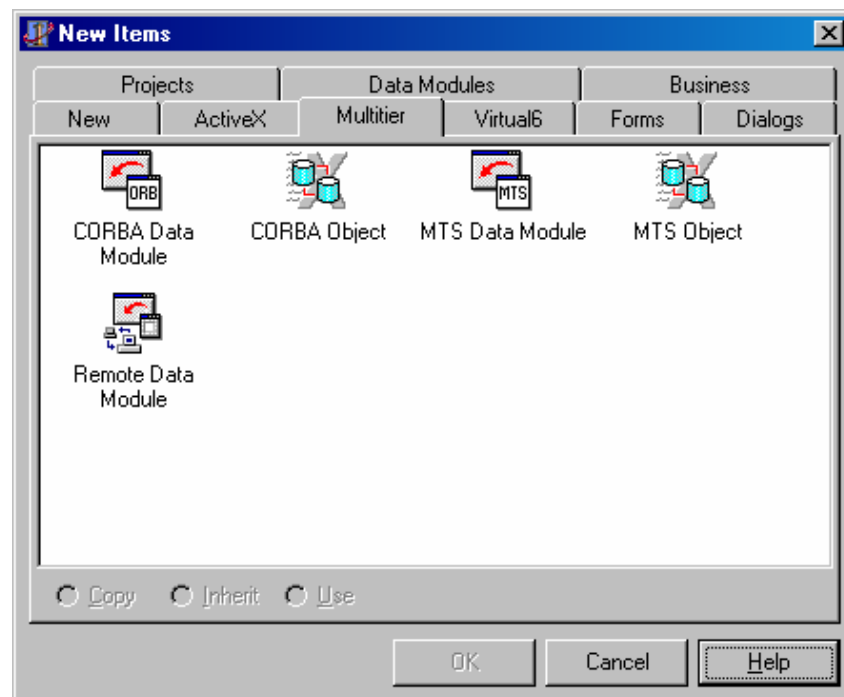 New Items
Projects Data Modules Business
New ActiveX Multitier Virtual6 Forms Dialogs
ORB MTS
CORBA Data Module CORBA Object MTS Data Module MTS Object
Remote Data
Module
Copy Inherit Use
OK Cancel Help